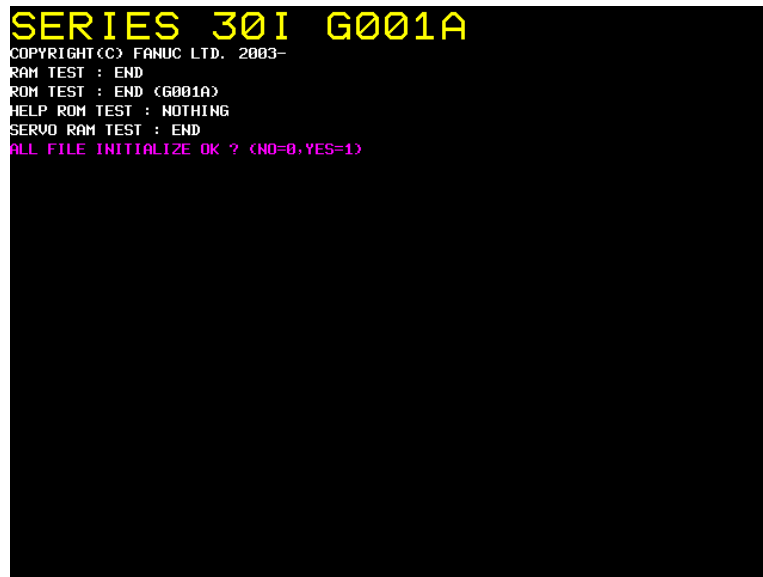 SERIES 30I G001A
COPYRIGHT(C) FANUC LTD. 2003-
RAM TEST : END
ROM TEST : END (G001A)
HELP ROM TEST : NOTHING
SERVO RAM TEST : END
ALL FILE INITIALIZE OK ? (NO=0,YES=1)